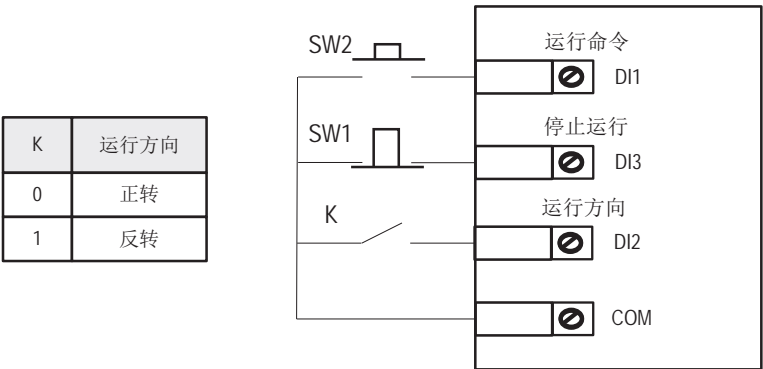 K 运行方向
0 正转
1 反转
SW2
运行命令
DI1
SW1
停止运行
DI3
K
运行方向
DI2
COM